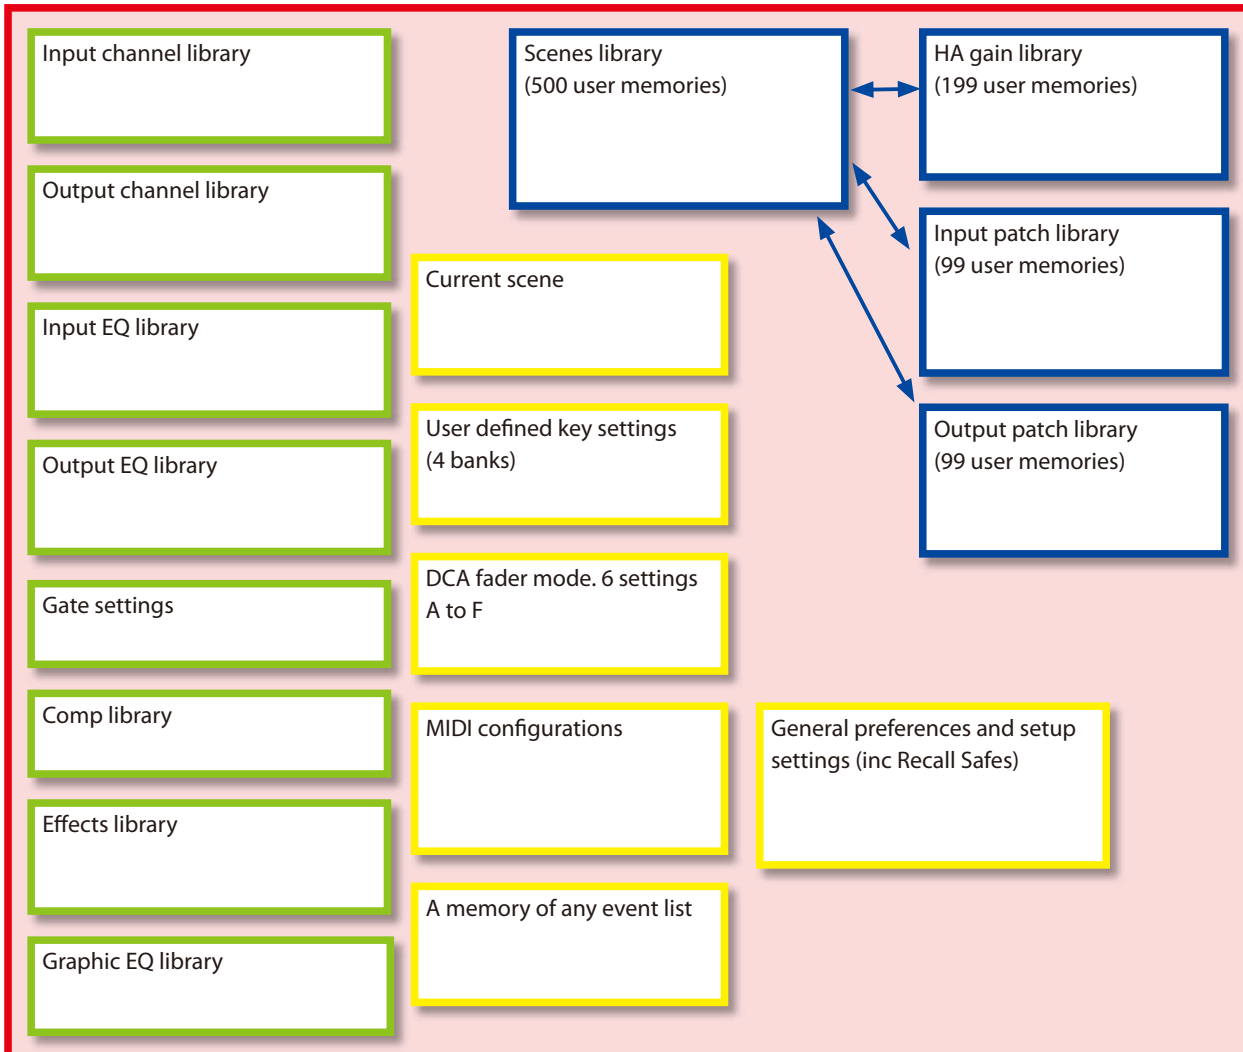 Input channel library
Output channel library
Input EQ library
Output EQ library
Gate settings
Comp library
Effects library
Graphic EQ library
Current scene
User defined key settings
(4 banks)
DCA fader mode. 6 settings
A to F
MIDI configurations
A memory of any event list
Scenes library
(500 user memories)
General preferences and setup
settings (inc Recall Safes)
HA gain library
(199 user memories)
Input patch library
(99 user memories)
Output patch library
(99 user memories)